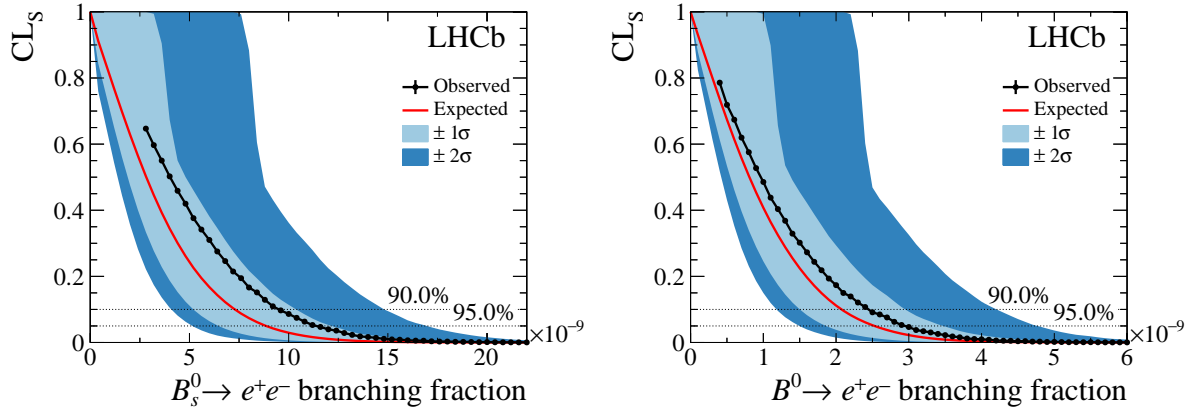 CL_S
1
0.8
0.6
0.4
0.2
0
LHCb
Observed
Expected
± 1σ
± 2σ
90.0%
95.0%
×10⁻⁹
0 5 10 15 20
B⁰ₛ→ e⁺e⁻ branching fraction
CL_S
1
0.8
0.6
0.4
0.2
0
LHCb
Observed
Expected
± 1σ
± 2σ
90.0%
95.0%
×10⁻⁹
0 1 2 3 4 5 6
B⁰→ e⁺e⁻ branching fraction